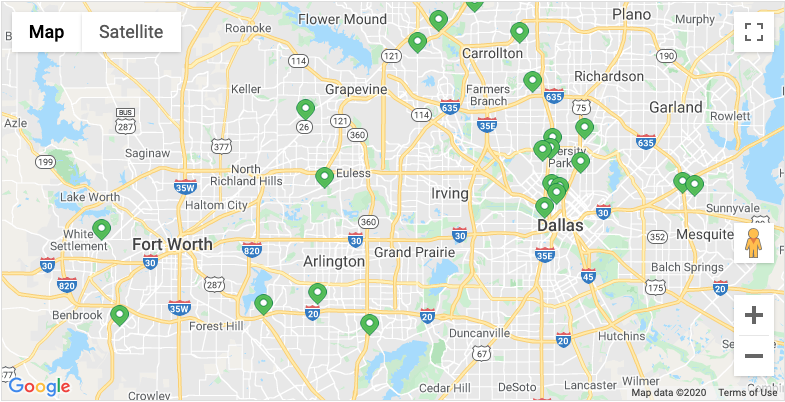 Map
Satellite
Roanoke
Flower Mound
Plano
Murphy
Carrollton
121
190
114
Keller
Grapevine
Farmers
Branch
Richardson
75
Garland
Rowlett
635
635
114
BUS
287
Azle
26
121
360
35E
Saginaw
377
635
199
North
Richland Hills
Euless
Park
35W
Irving
Lake Worth
Haltom City
30
Sunnyvale
White
Settlement
360
Dallas
Mesquite
Fort Worth
30
30
352
820
Grand Prairie
35E
Arlington
30
30
Balch Springs
45
820
287
175
20
Benbrook
35W
Forest Hill
20
20
Duncanville
Hutchins
20
67
Crowley
Cedar Hill
DeSoto
Lancaster
Wilmer
Google
Map data ©2020
Terms of Use